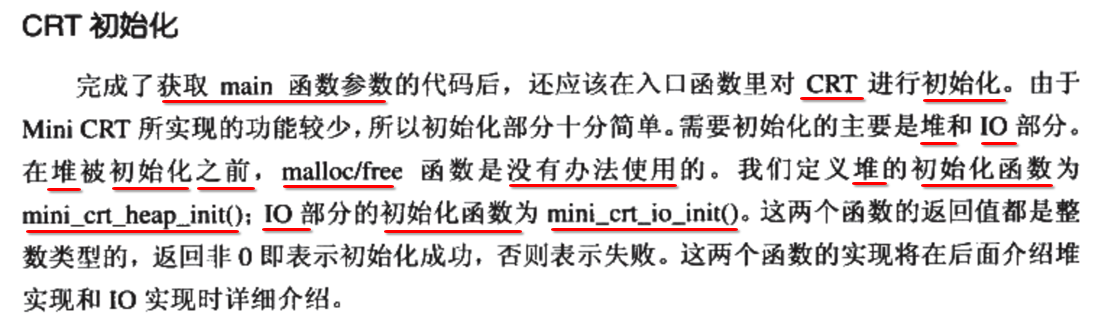 CRT 初始化
完成了获取 main 函数参数的代码后，还应该在入口函数里对 CRT 进行初始化。由于
Mini CRT 所实现的功能较少，所以初始化部分十分简单。需要初始化的主要是堆和 IO 部分。
在堆被初始化之前，malloc/free 函数是没有办法使用的。我们定义堆的初始化函数为
mini_crt_heap_init()；IO 部分的初始化函数为 mini_crt_io_init()。这两个函数的返回值都是整
数类型的，返回非 0 即表示初始化成功，否则表示失败。这两个函数的实现将在后面介绍堆
实现和 IO 实现时详细介绍。